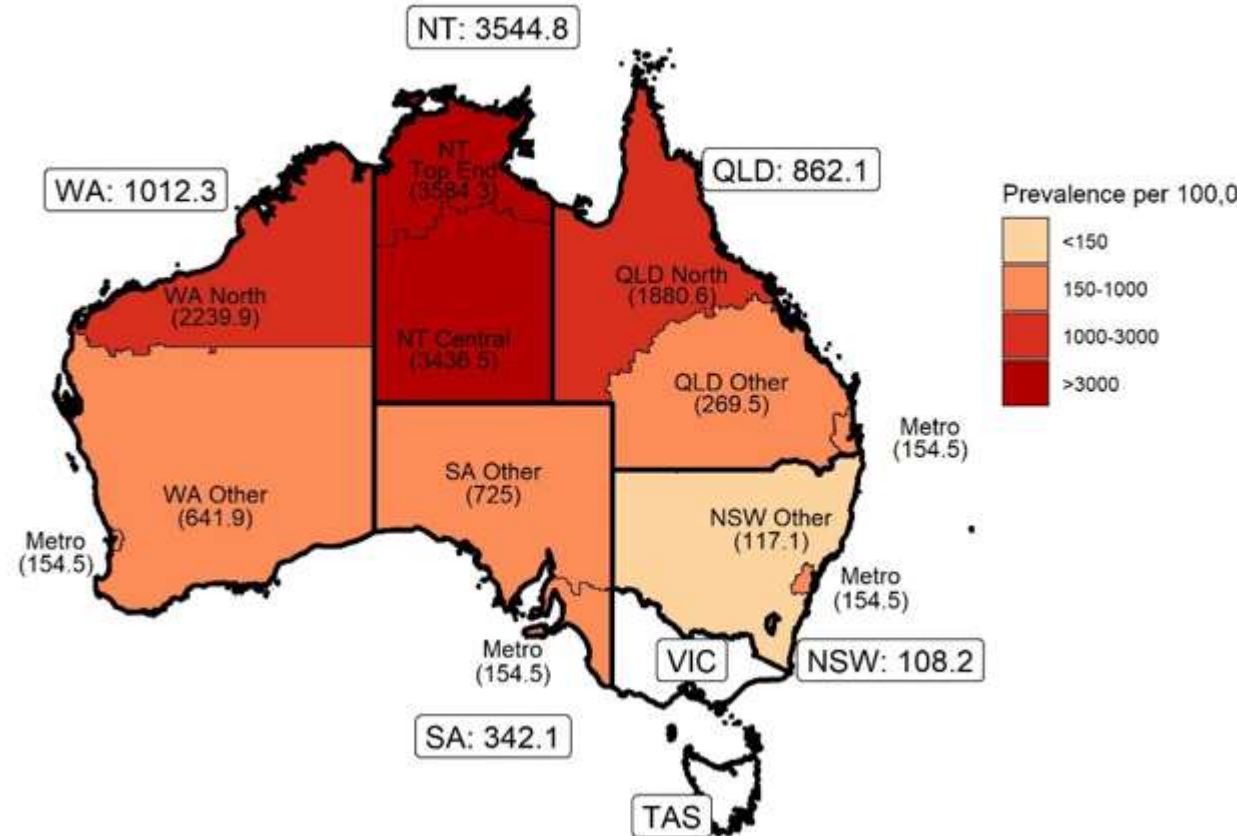 NT: 3544.8
WA: 1012.3
QLD: 862.1
NT
Top End
(3584.3)
WA North
(2239.9)
QLD North
(1880.6)
NT Central
(3436.5)
QLD Other
(269.5)
Metro
(154.5)
WA Other
(641.9)
SA Other
(725)
NSW Other
(117.1)
Metro
(154.5)
Metro
(154.5)
Metro
(154.5)
VIC
NSW: 108.2
SA: 342.1
TAS
Prevalence per 100,0
<150
150-1000
1000-3000
>3000